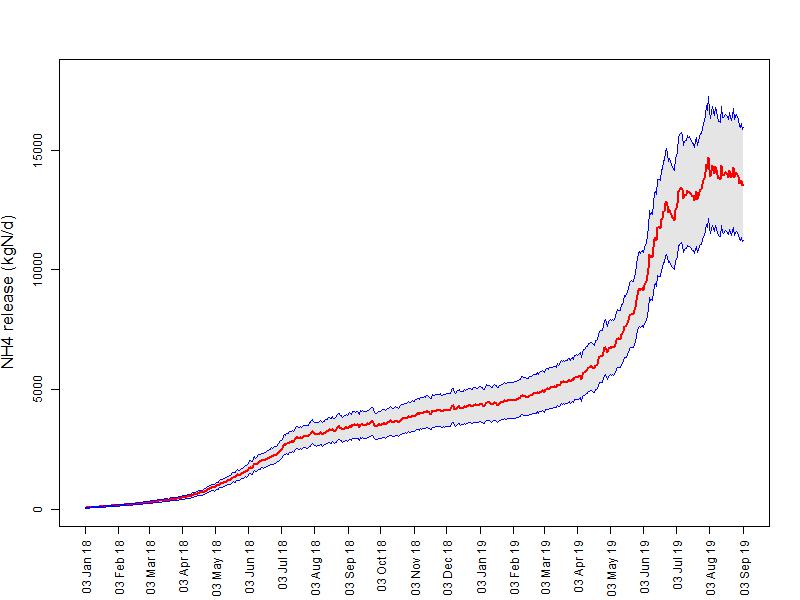 NH4 release (kgN/d)
15000
10000
5000
0
03 Jan 18
03 Feb 18
03 Mar 18
03 Apr 18
03 May 18
03 Jun 18
03 Jul 18
03 Aug 18
03 Sep 18
03 Oct 18
03 Nov 18
03 Dec 18
03 Jan 19
03 Feb 19
03 Mar 19
03 Apr 19
03 May 19
03 Jun 19
03 Jul 19
03 Aug 19
03 Sep 19